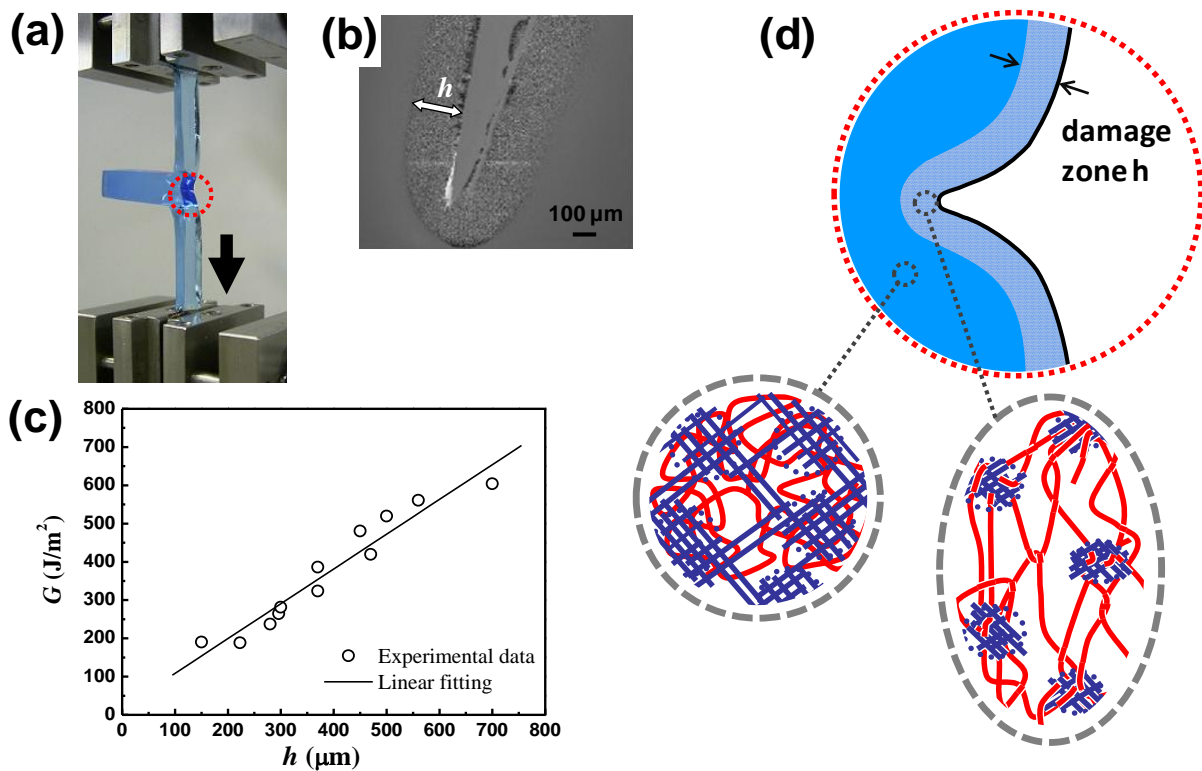 (a)
(b)
h
100 µm
(d)
damage
zone h
(c)
800
700
600
500
400
300
200
100
0
G (J/m²)
Experimental data
Linear fitting
0 100 200 300 400 500 600 700 800
h (µm)